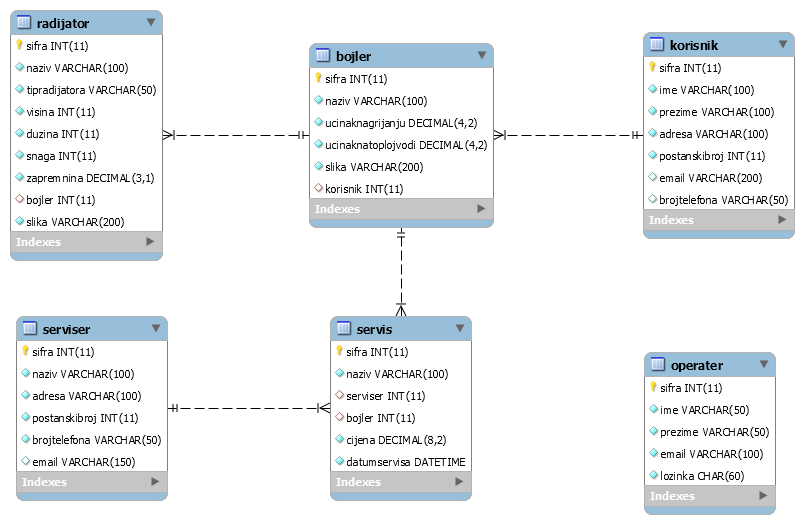 radijator
sifra INT(11)
naziv VARCHAR(100)
tipradijatora VARCHAR(50)
visina INT(11)
duzina INT(11)
snaga INT(11)
zapremnina DECIMAL(3,1)
bojler INT(11)
slika VARCHAR(200)
Indexes
bojler
sifra INT(11)
naziv VARCHAR(100)
ucinaknagrijanju DECIMAL(4,2)
ucinaknatoplojvodi DECIMAL(4,2)
slika VARCHAR(200)
korisnik INT(11)
Indexes
korisnik
sifra INT(11)
ime VARCHAR(100)
prezime VARCHAR(100)
adresa VARCHAR(100)
postanskibroj INT(11)
email VARCHAR(200)
brojtelefona VARCHAR(50)
Indexes
serviser
sifra INT(11)
naziv VARCHAR(100)
adresa VARCHAR(100)
postanskibroj INT(11)
brojtelefona VARCHAR(50)
email VARCHAR(150)
Indexes
servis
sifra INT(11)
naziv VARCHAR(100)
serviser INT(11)
bojler INT(11)
cijena DECIMAL(8,2)
datumservisa DATETIME
Indexes
operater
sifra INT(11)
ime VARCHAR(50)
prezime VARCHAR(50)
email VARCHAR(100)
lozinka CHAR(60)
Indexes